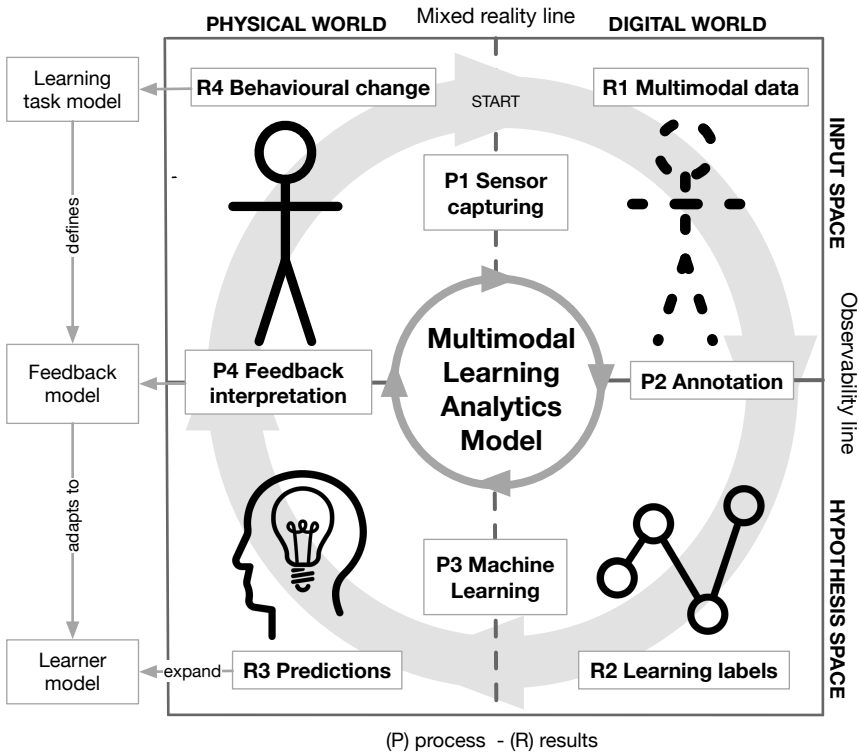 Mixed reality line
PHYSICAL WORLD
DIGITAL WORLD
Learning
task model
R4 Behavioural change
START
R1 Multimodal data
INPUT SPACE
P1 Sensor
capturing
defines
Observability line
Multimodal
Learning
Analytics
Model
Feedback
model
P4 Feedback
interpretation
P2 Annotation
adapts to
P3 Machine
Learning
HYPOTHESIS SPACE
Learner
model
expand
R3 Predictions
R2 Learning labels
(P) process - (R) results